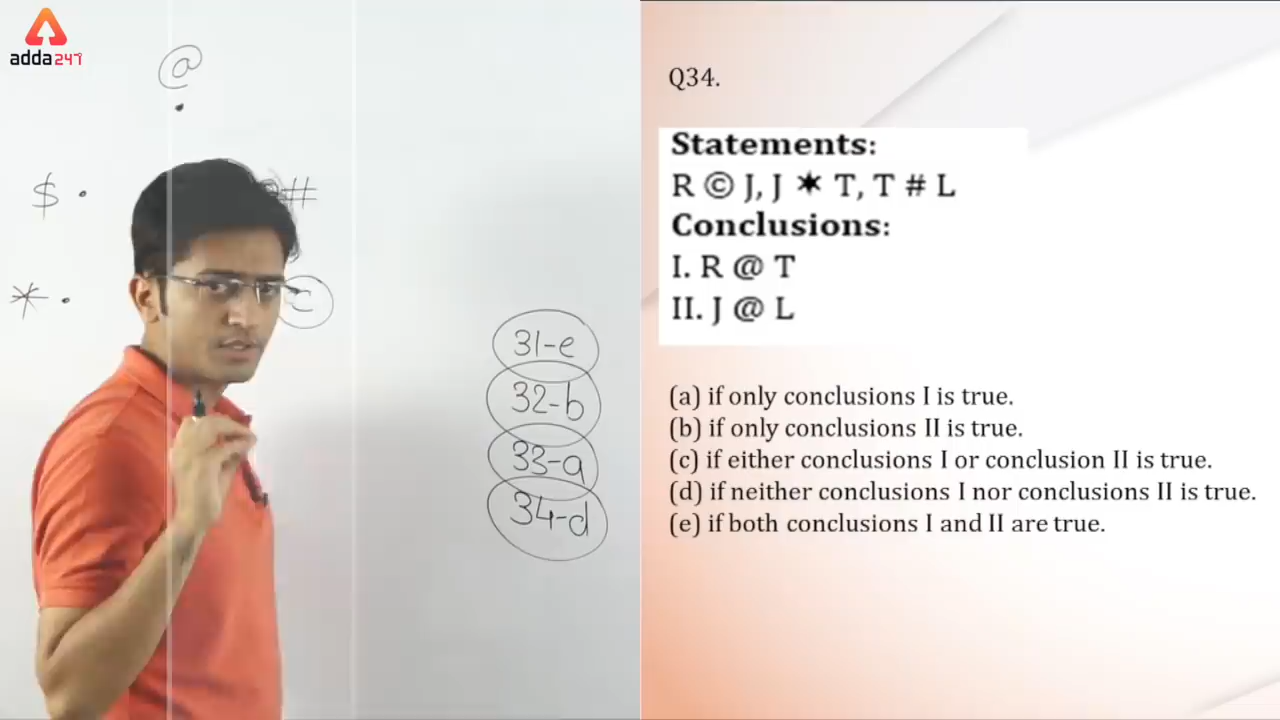 adda247
@
$ #
* ©
31-e
32-b
33-a
34-d
Q34.
Statements:
R © J, J ✶ T, T # L
Conclusions:
I. R @ T
II. J @ L
(a) if only conclusions I is true.
(b) if only conclusions II is true.
(c) if either conclusions I or conclusion II is true.
(d) if neither conclusions I nor conclusions II is true.
(e) if both conclusions I and II are true.